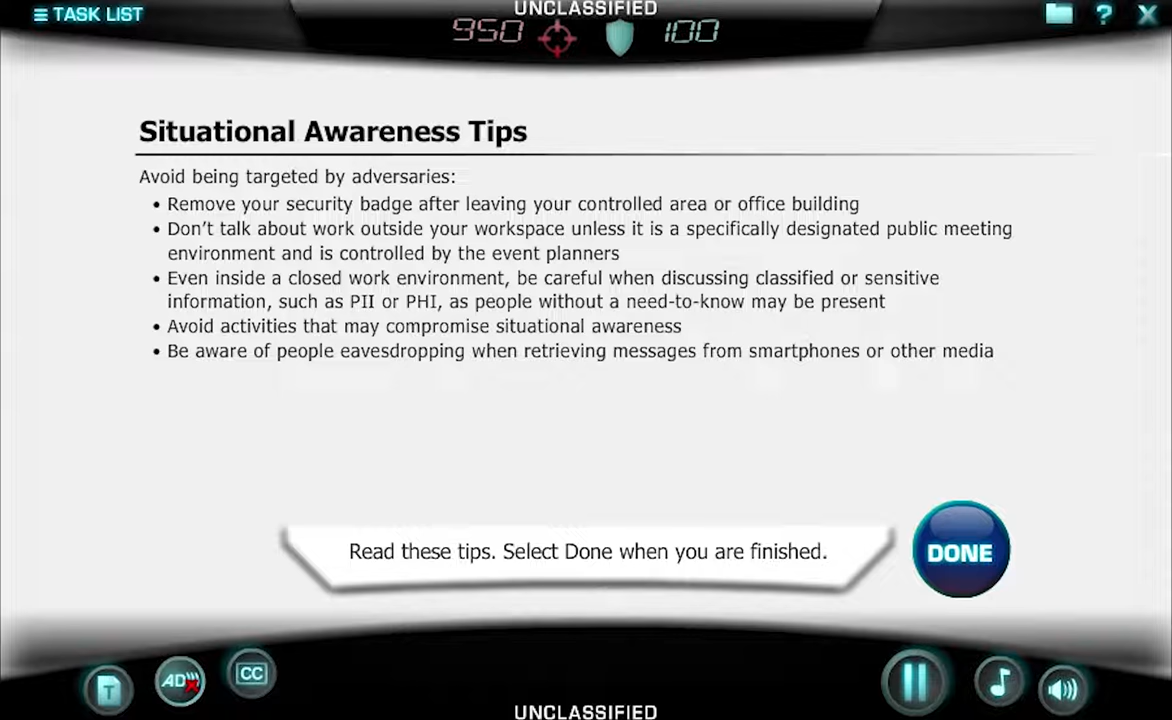 TASK LIST
UNCLASSIFIED
950
100
?
X
Situational Awareness Tips
Avoid being targeted by adversaries:
• Remove your security badge after leaving your controlled area or office building
• Don't talk about work outside your workspace unless it is a specifically designated public meeting
environment and is controlled by the event planners
• Even inside a closed work environment, be careful when discussing classified or sensitive
information, such as PII or PHI, as people without a need-to-know may be present
• Avoid activities that may compromise situational awareness
• Be aware of people eavesdropping when retrieving messages from smartphones or other media
Read these tips. Select Done when you are finished.
DONE
T
AD
CC
UNCLASSIFIED